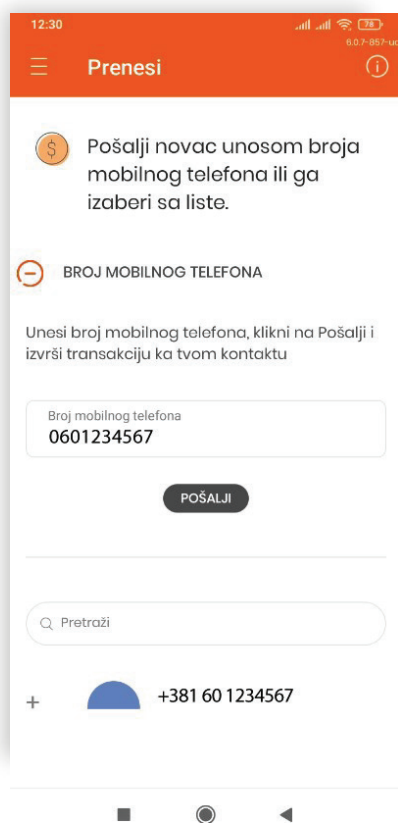 12:30
78
6.0.7-857-ua
Prenesi
Pošalji novac unosom broja
mobilnog telefona ili ga
izaberi sa liste.
BROJ MOBILNOG TELEFONA
Unesi broj mobilnog telefona, klikni na Pošalji i
izvrši transakciju ka tvom kontaktu
Broj mobilnog telefona
0601234567
POŠALJI
Pretraži
+381 60 1234567